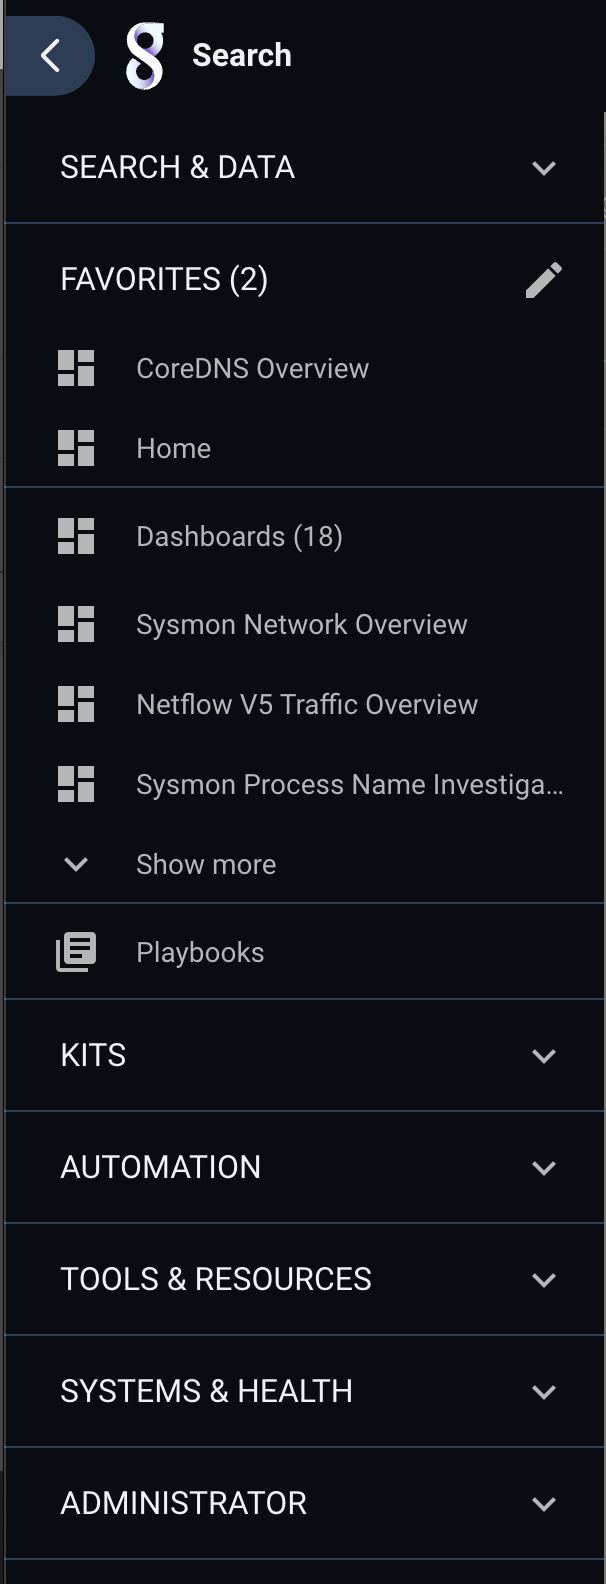 Search
SEARCH & DATA
FAVORITES (2)
CoreDNS Overview
Home
Dashboards (18)
Sysmon Network Overview
Netflow V5 Traffic Overview
Sysmon Process Name Investiga...
Show more
Playbooks
KITS
AUTOMATION
TOOLS & RESOURCES
SYSTEMS & HEALTH
ADMINISTRATOR